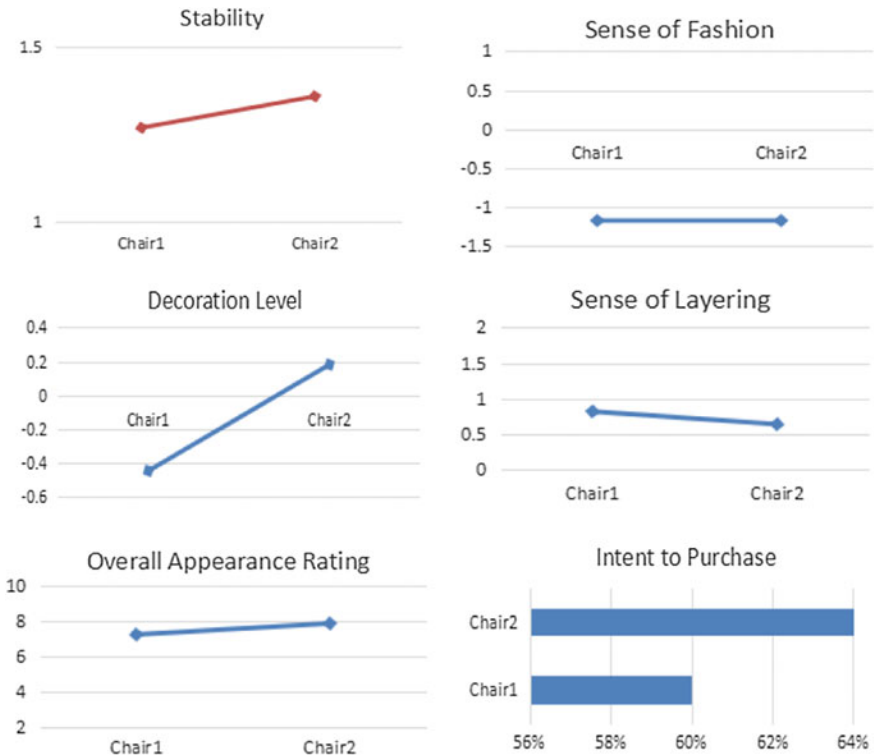 Stability
1.5
1
Chair1 Chair2
Sense of Fashion
1
0.5
0
Chair1 Chair2
-0.5
-1
-1.5
Decoration Level
0.4
0.2
0
Chair1 Chair2
-0.2
-0.4
-0.6
Sense of Layering
2
1.5
1
0.5
0
Chair1 Chair2
Overall Appearance Rating
10
8
6
4
2
Chair1 Chair2
Intent to Purchase
Chair2
Chair1
56% 58% 60% 62% 64%